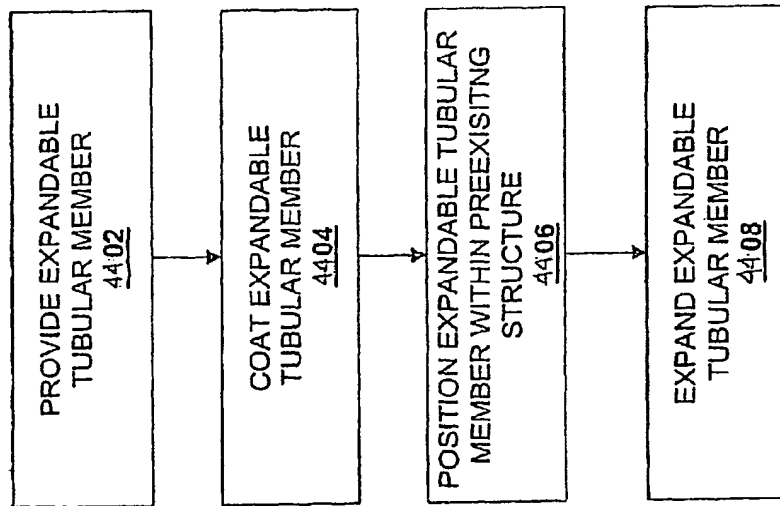 PROVIDE EXPANDABLE
TUBULAR MEMBER
4402
COAT EXPANDABLE
TUBULAR MEMBER
4404
POSITION EXPANDABLE TUBULAR
MEMBER WITHIN PREEXISITNG
STRUCTURE
4406
EXPAND EXPANDABLE
TUBULAR MEMBER
4408